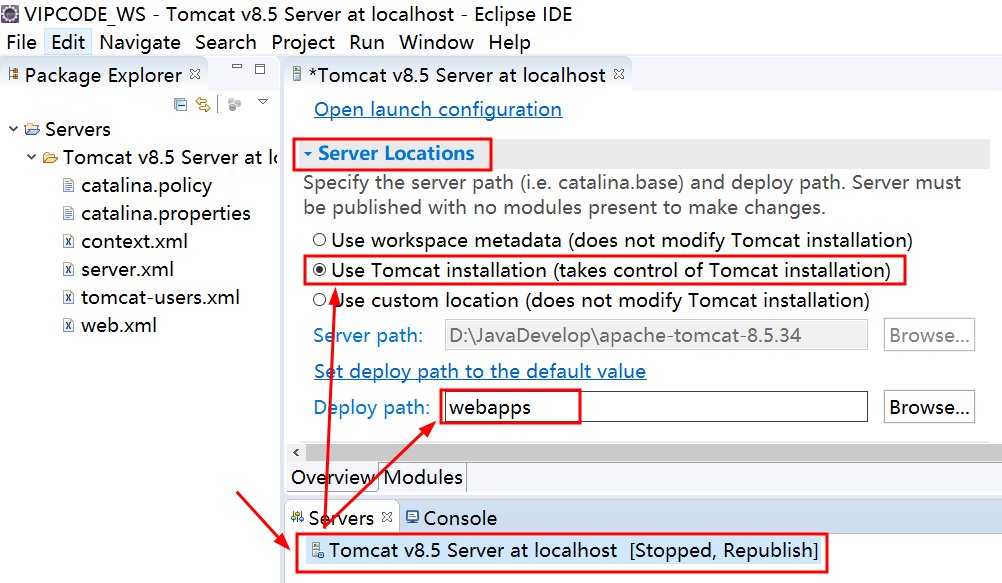 VIPCODE_WS - Tomcat v8.5 Server at localhost - Eclipse IDE
File Edit Navigate Search Project Run Window Help
Package Explorer
Servers
Tomcat v8.5 Server at lo
catalina.policy
catalina.properties
context.xml
server.xml
tomcat-users.xml
web.xml
*Tomcat v8.5 Server at localhost
Open launch configuration
Server Locations
Specify the server path (i.e. catalina.base) and deploy path. Server must
be published with no modules present to make changes.
Use workspace metadata (does not modify Tomcat installation)
Use Tomcat installation (takes control of Tomcat installation)
Use custom location (does not modify Tomcat installation)
Server path: D:\JavaDevelop\apache-tomcat-8.5.34 Browse...
Set deploy path to the default value
Deploy path: webapps Browse...
Overview Modules
Servers Console
Tomcat v8.5 Server at localhost [Stopped, Republish]